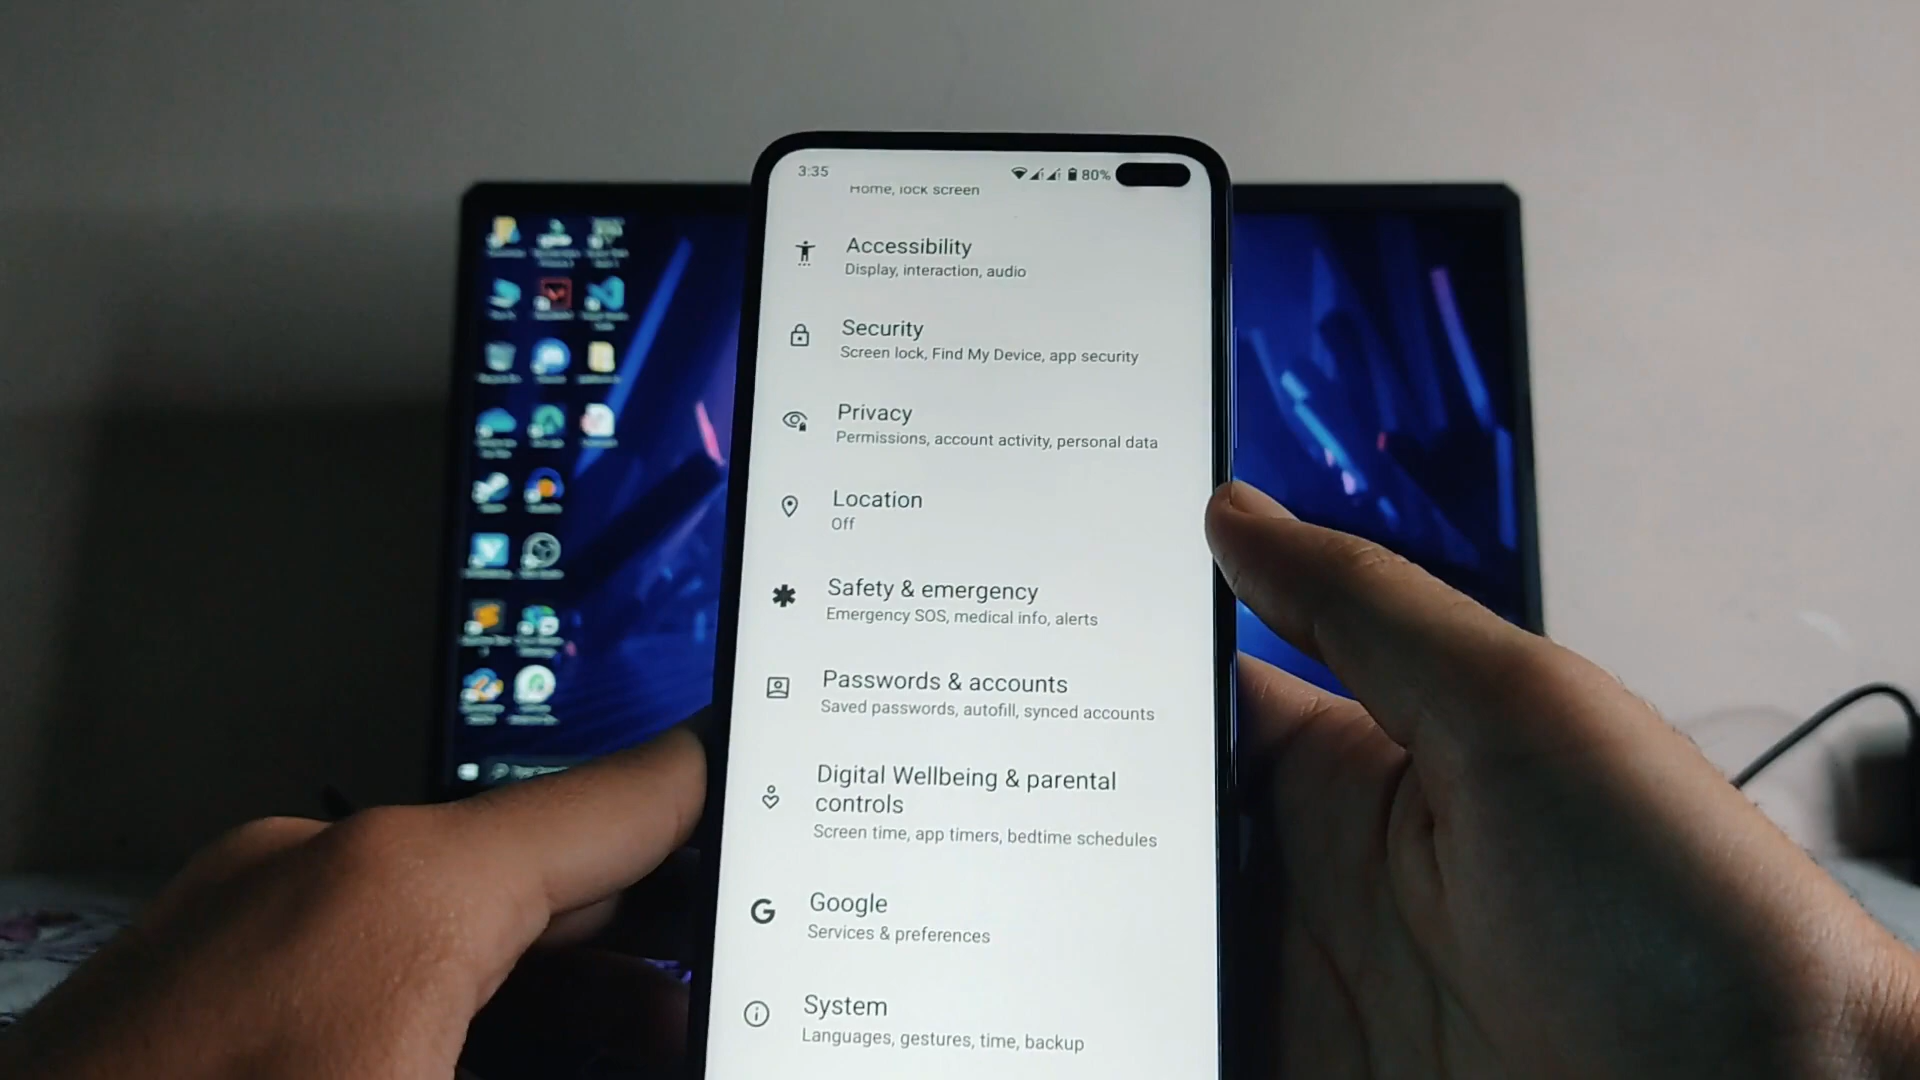 3:35
80%
Home, lock screen
Accessibility
Display, interaction, audio
Security
Screen lock, Find My Device, app security
Privacy
Permissions, account activity, personal data
Location
Off
Safety & emergency
Emergency SOS, medical info, alerts
Passwords & accounts
Saved passwords, autofill, synced accounts
Digital Wellbeing & parental
controls
Screen time, app timers, bedtime schedules
G
Google
Services & preferences
System
Languages, gestures, time, backup